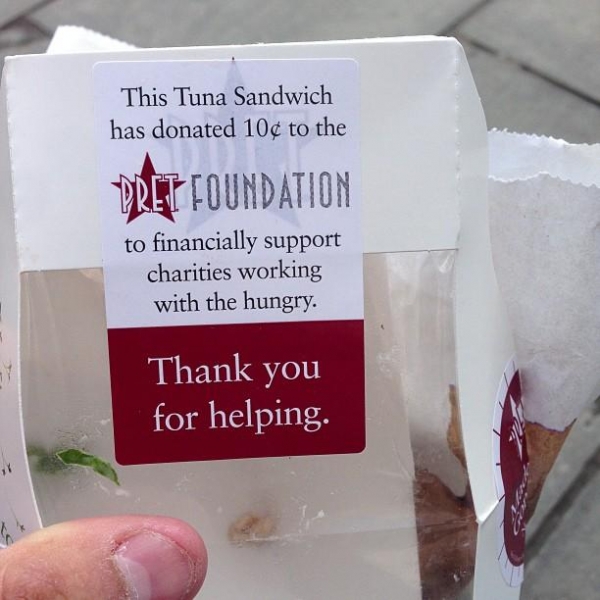 This Tuna Sandwich
has donated 10¢ to the
PRET FOUNDATION
to financially support
charities working
with the hungry.
Thank you
for helping.